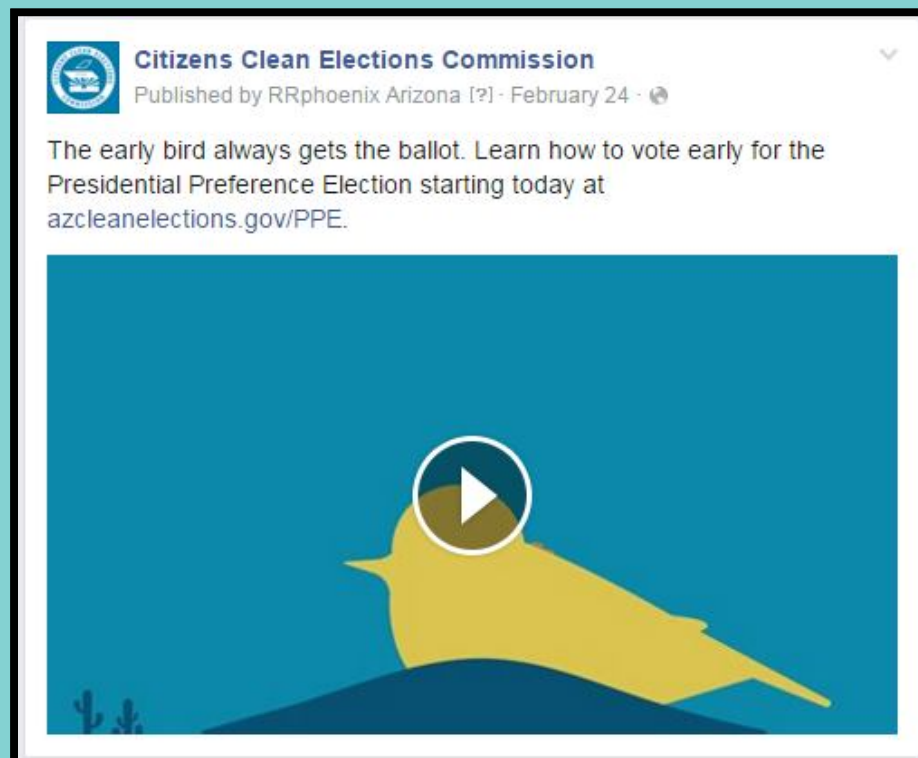 Citizens Clean Elections Commission
Published by RRphoenix Arizona [?] · February 24 ·
The early bird always gets the ballot. Learn how to vote early for the
Presidential Preference Election starting today at
azcleanelections.gov/PPE.